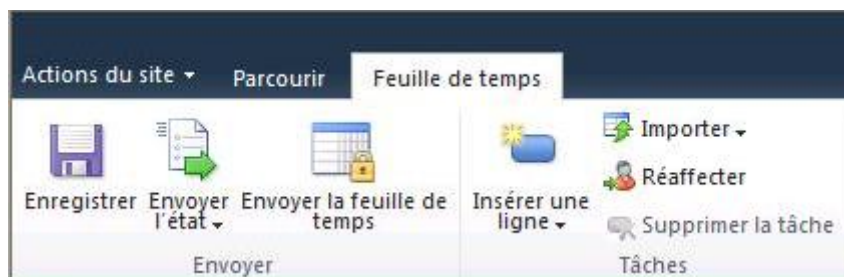 Actions du site
Parcourir
Feuille de temps
Enregistrer
Envoyer
l'état
Envoyer la feuille de
temps
Insérer une
ligne
Importer
Réaffecter
Supprimer la tâche
Envoyer
Tâches